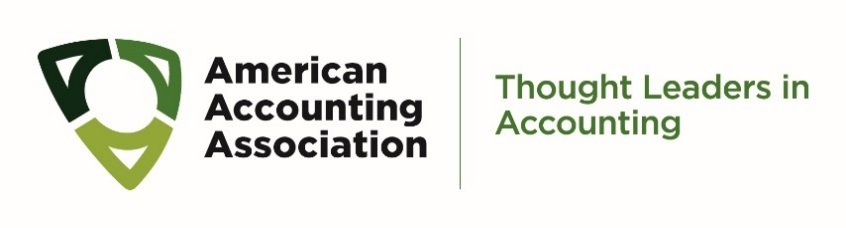 American
Accounting
Association
Thought Leaders in
Accounting